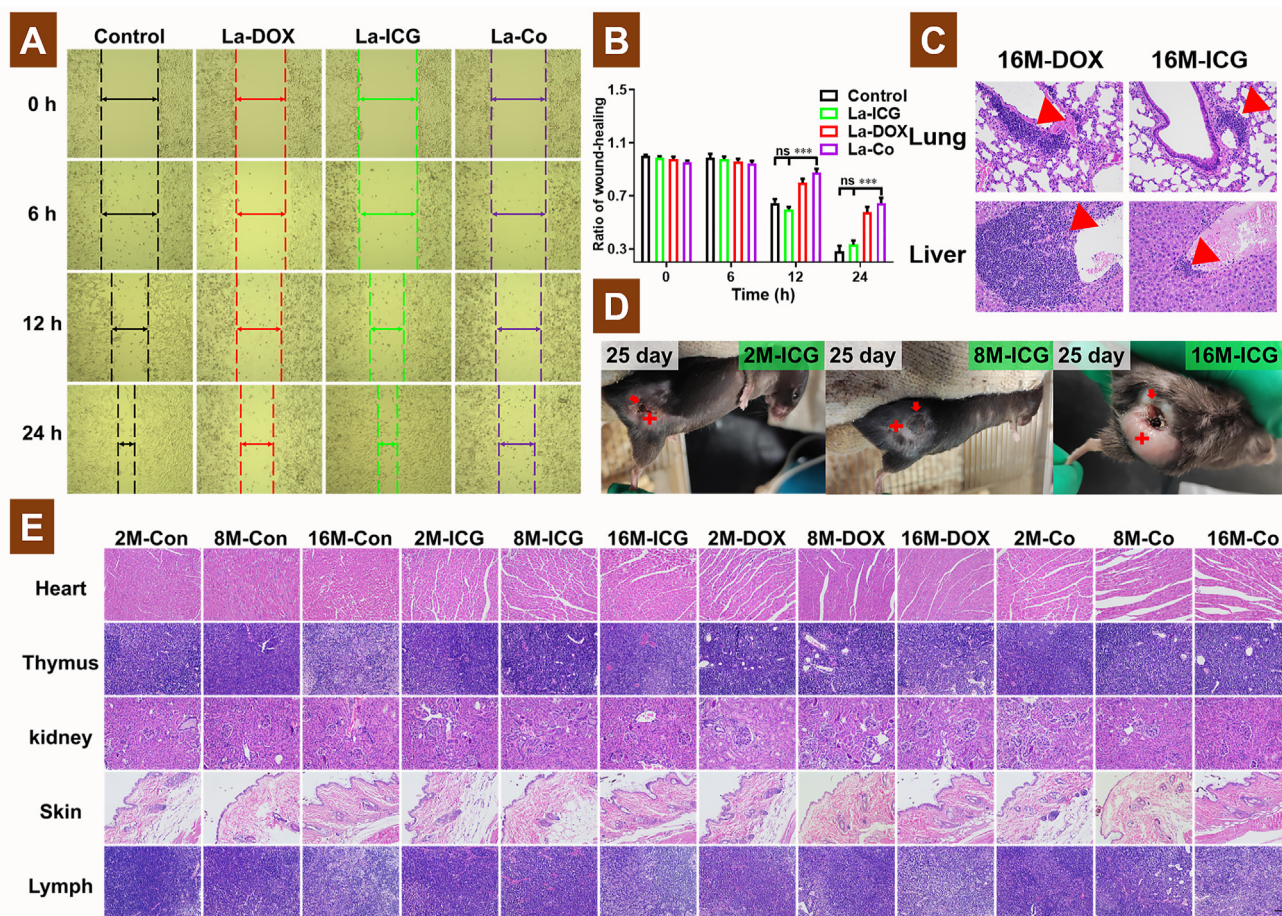 A
Control La-DOX La-ICG La-Co
0 h
6 h
12 h
24 h
B
1.5
1.1
0.7
0.3
Ratio of wound-healing
Control
La-ICG
La-DOX
La-Co
ns ***
ns ***
0 6 12 24
Time (h)
C
16M-DOX 16M-ICG
Lung
Liver
D
25 day 2M-ICG
25 day 8M-ICG
25 day 16M-ICG
E
2M-Con 8M-Con 16M-Con 2M-ICG 8M-ICG 16M-ICG 2M-DOX 8M-DOX 16M-DOX 2M-Co 8M-Co 16M-Co
Heart
Thymus
kidney
Skin
Lymph